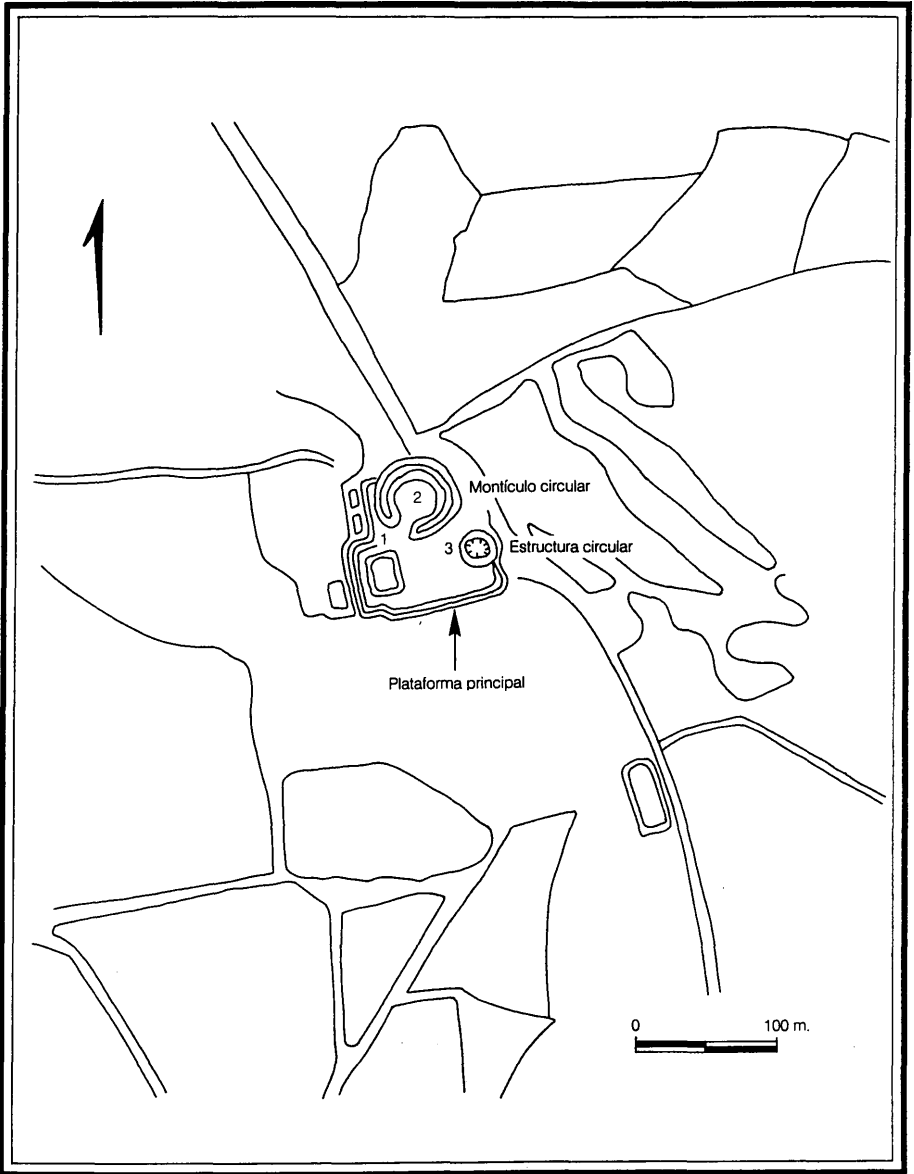 Montículo circular
2
1
3
Estructura circular
Plataforma principal
0
100 m.